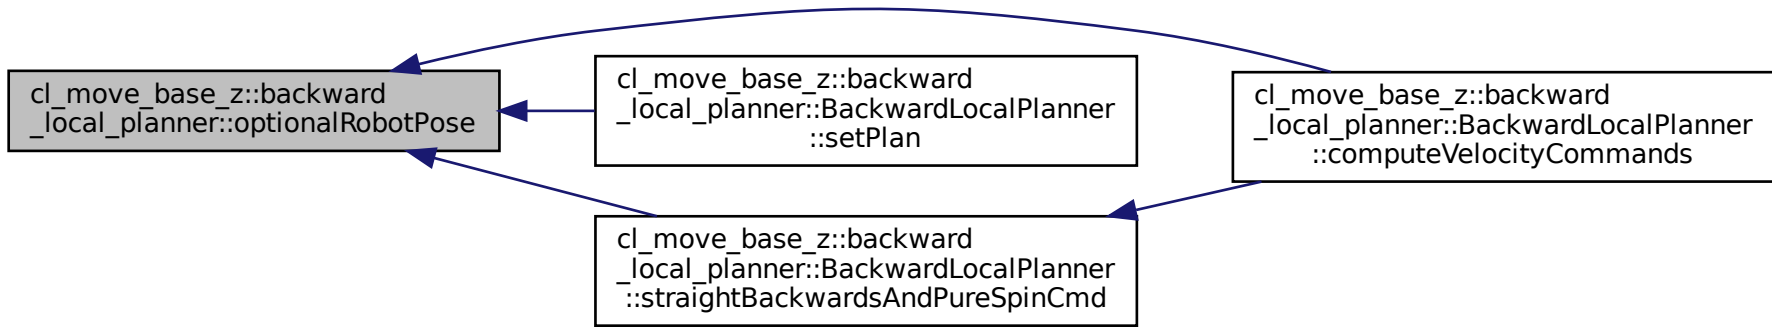 cl_move_base_z::backward
_local_planner::optionalRobotPose
cl_move_base_z::backward
_local_planner::BackwardLocalPlanner
::setPlan
cl_move_base_z::backward
_local_planner::BackwardLocalPlanner
::computeVelocityCommands
cl_move_base_z::backward
_local_planner::BackwardLocalPlanner
::straightBackwardsAndPureSpinCmd